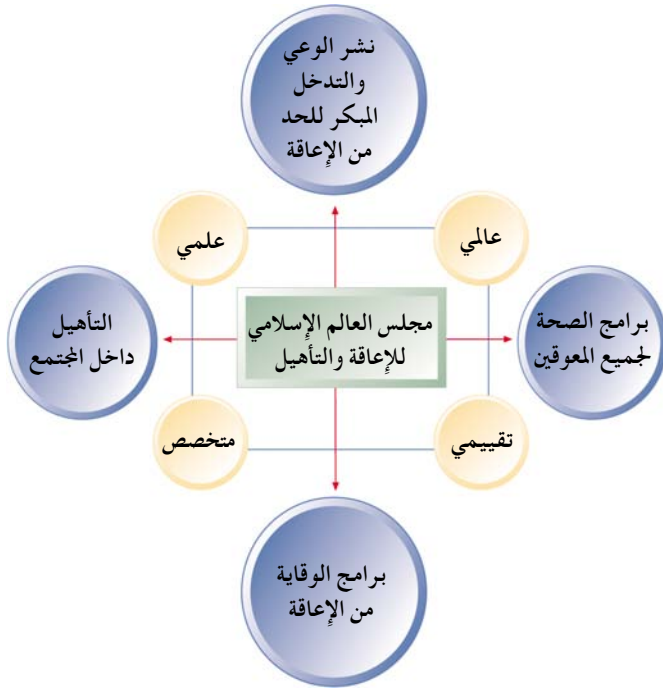 نشر الوعي
والتدخل
المبكر للحد
من الإعاقة
عالمي
علمي
برامج الصحة
لجميع المعوقين
مجلس العالم الإسلامي
للإعاقة والتأهيل
التأهيل
داخل المجتمع
تقييمي
متخصص
برامج الوقاية
من الإعاقة